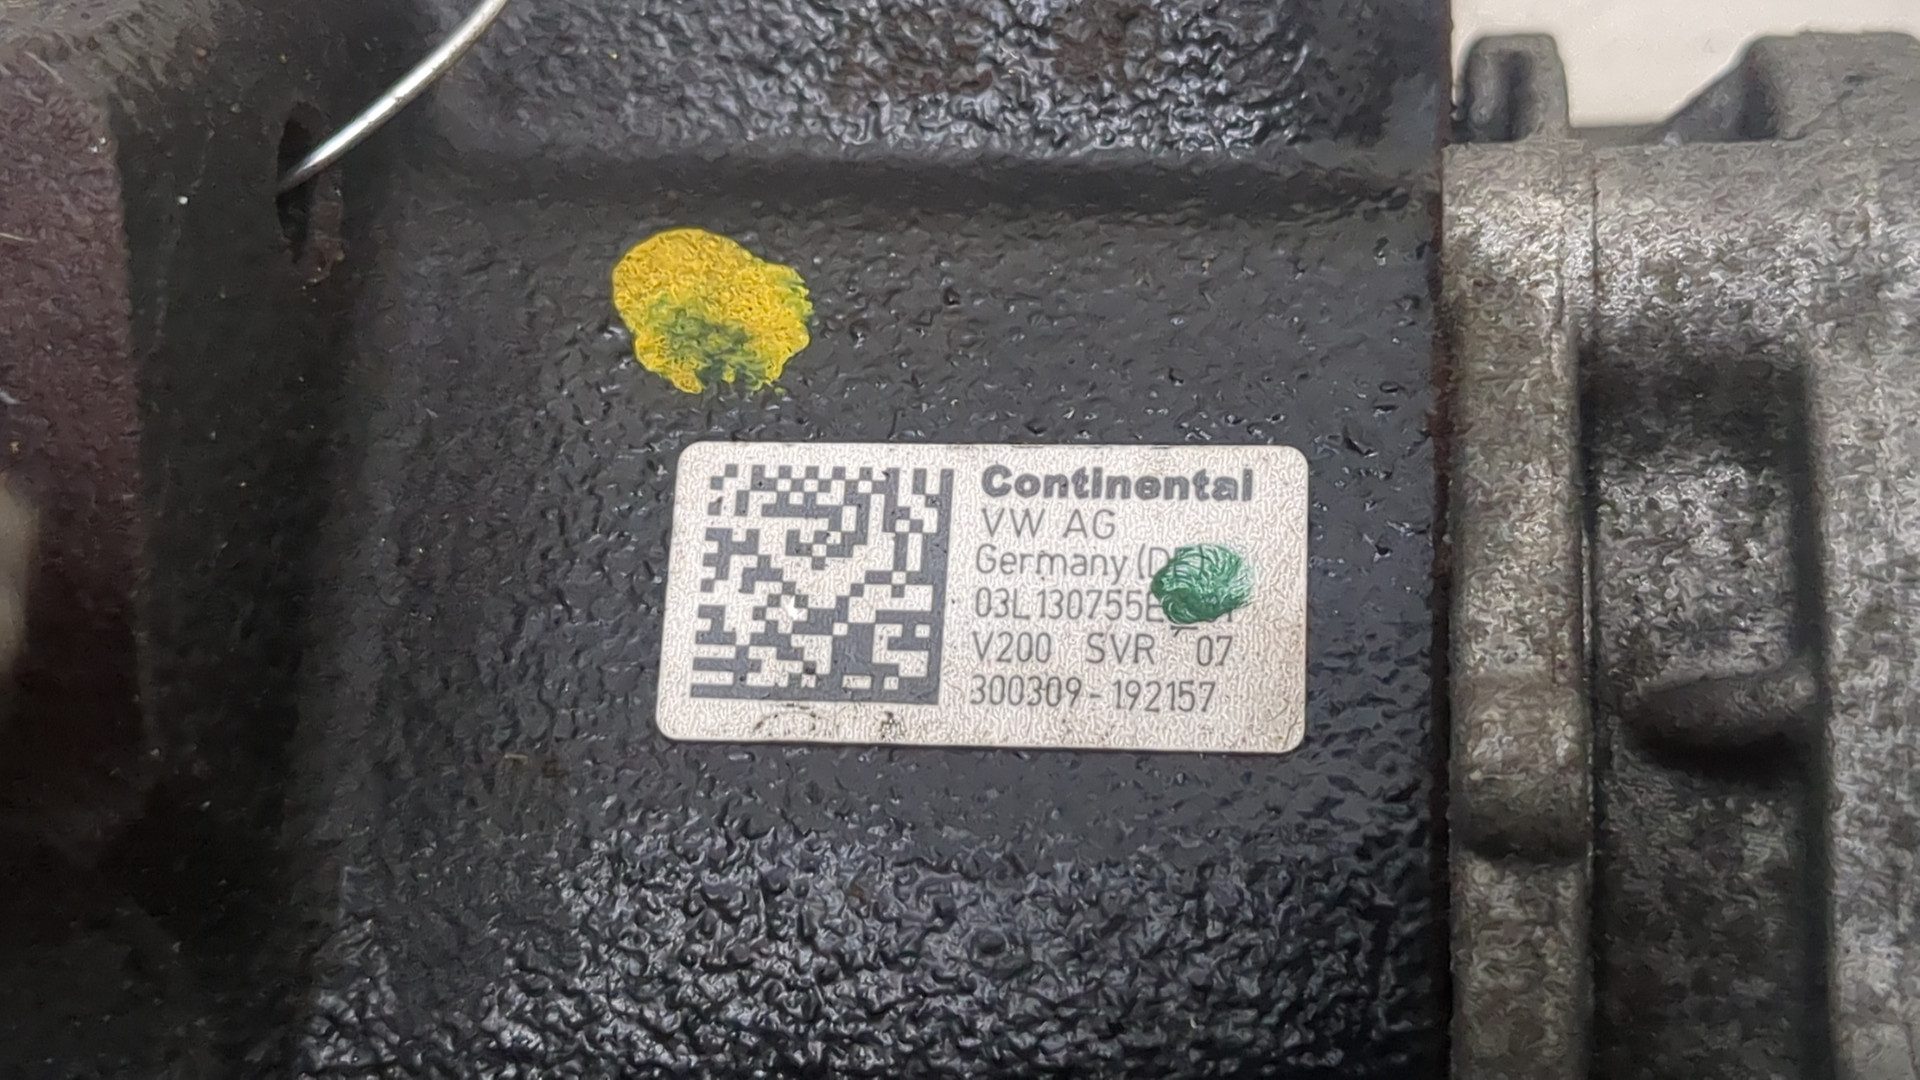 Continental
VW AG
Germany
03L130755E
V200 SVR 07
300309-192157